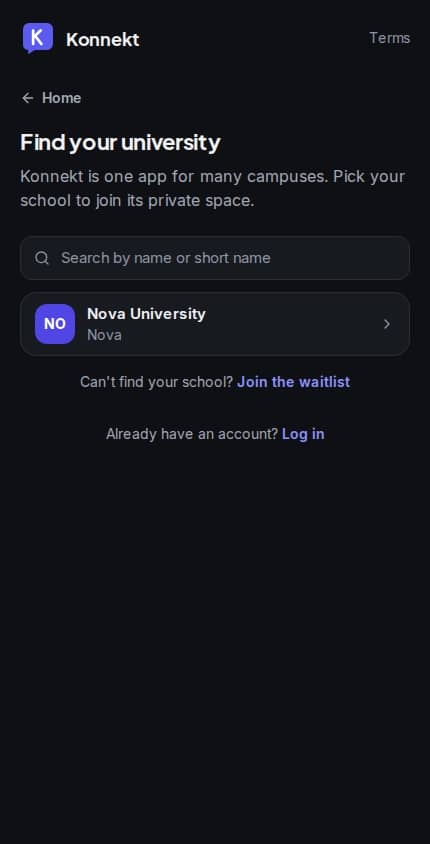 Konnekt
Terms
Home
Find your university
Konnekt is one app for many campuses. Pick your
school to join its private space.
Search by name or short name
NO
Nova University
Nova
Can't find your school? Join the waitlist
Already have an account? Log in